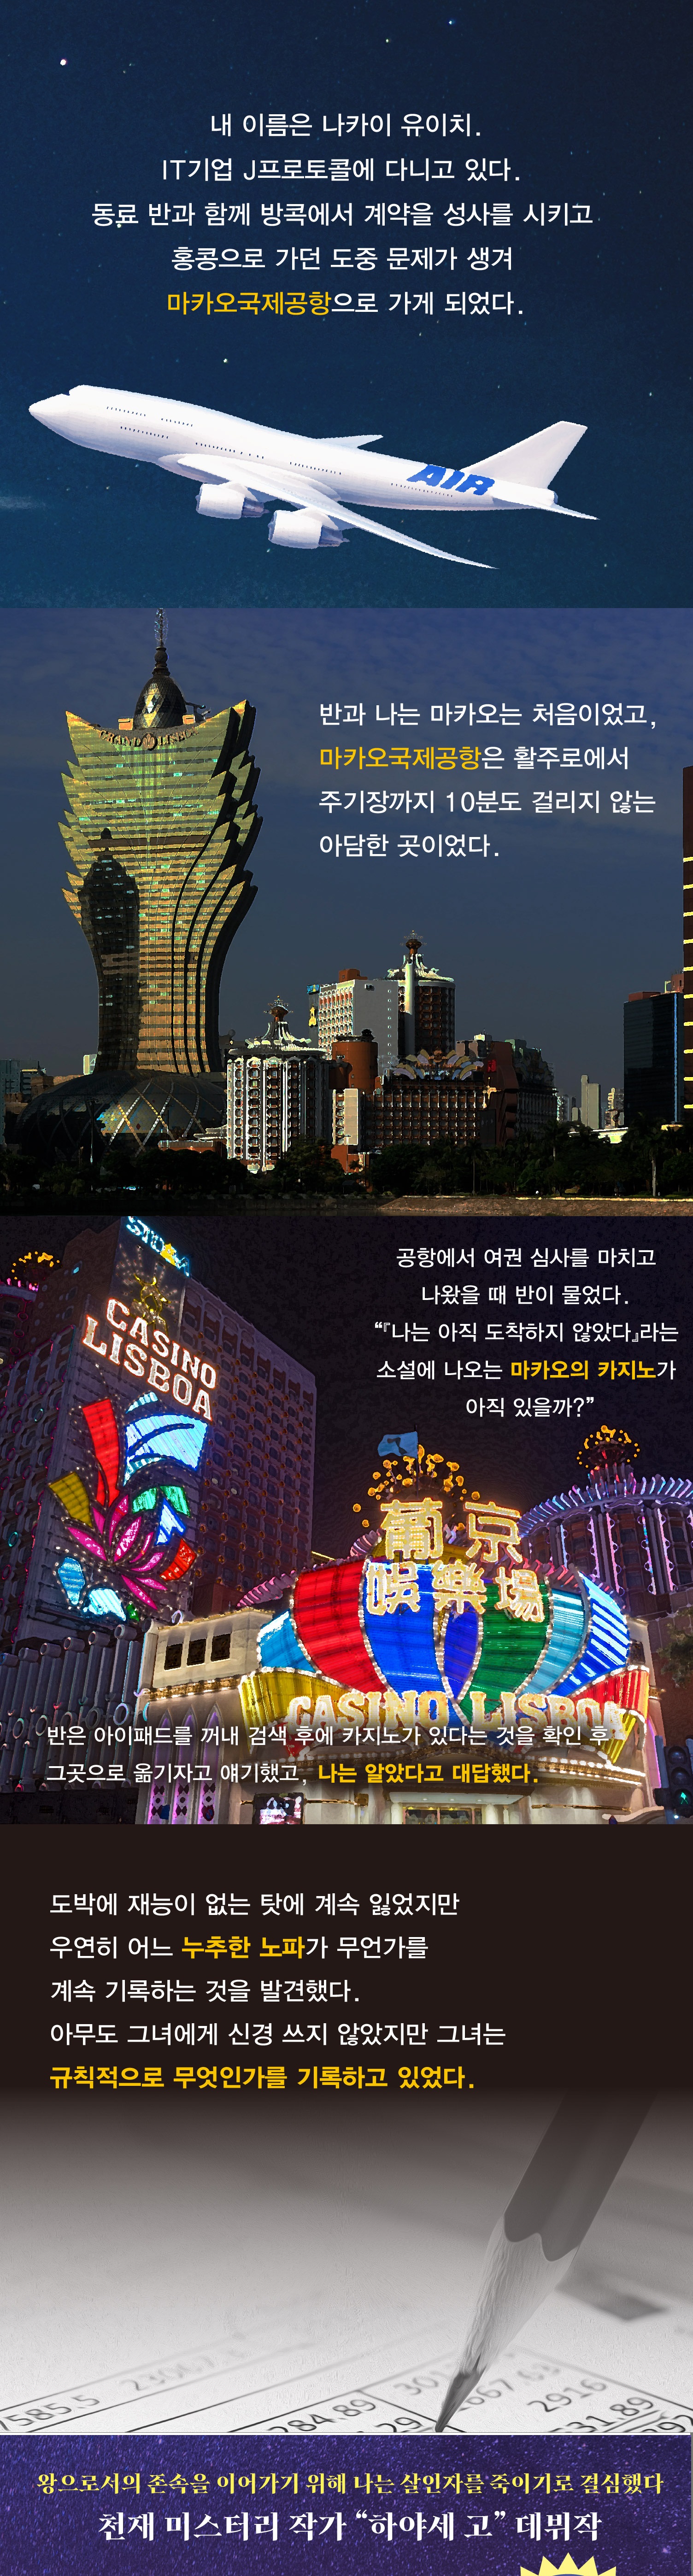 내 이름은 나카이 유이치.
IT기업 J프로토콜에 다니고 있다.
동료 반과 함께 방콕에서 계약을 성사를 시키고
홍콩으로 가던 도중 문제가 생겨
마카오국제공항으로 가게 되었다.
AIR
GRAND LISBOA
반과 나는 마카오는 처음이었고,
마카오국제공항은 활주로에서
주기장까지 10분도 걸리지 않는
아담한 곳이었다.
공항에서 여권 심사를 마치고
나왔을 때 반이 물었다.
“『나는 아직 도착하지 않았다』라는
소설에 나오는 마카오의 카지노가
아직 있을까?”
CASINO
LISBOA
葡京
娛樂場
CASINO LISBOA
반은 아이패드를 꺼내 검색 후에 카지노가 있다는 것을 확인 후
그곳으로 옮기자고 얘기했고, 나는 알았다고 대답했다.
도박에 재능이 없는 탓에 계속 잃었지만
우연히 어느 누추한 노파가 무언가를
계속 기록하는 것을 발견했다.
아무도 그녀에게 신경 쓰지 않았지만 그녀는
규칙적으로 무엇인가를 기록하고 있었다.
7585.5
284.89
2916
왕으로서의 존속을 이어가기 위해 나는 살인자를 죽이기로 결심했다
천재 미스터리 작가 “하야세 고” 데뷔작